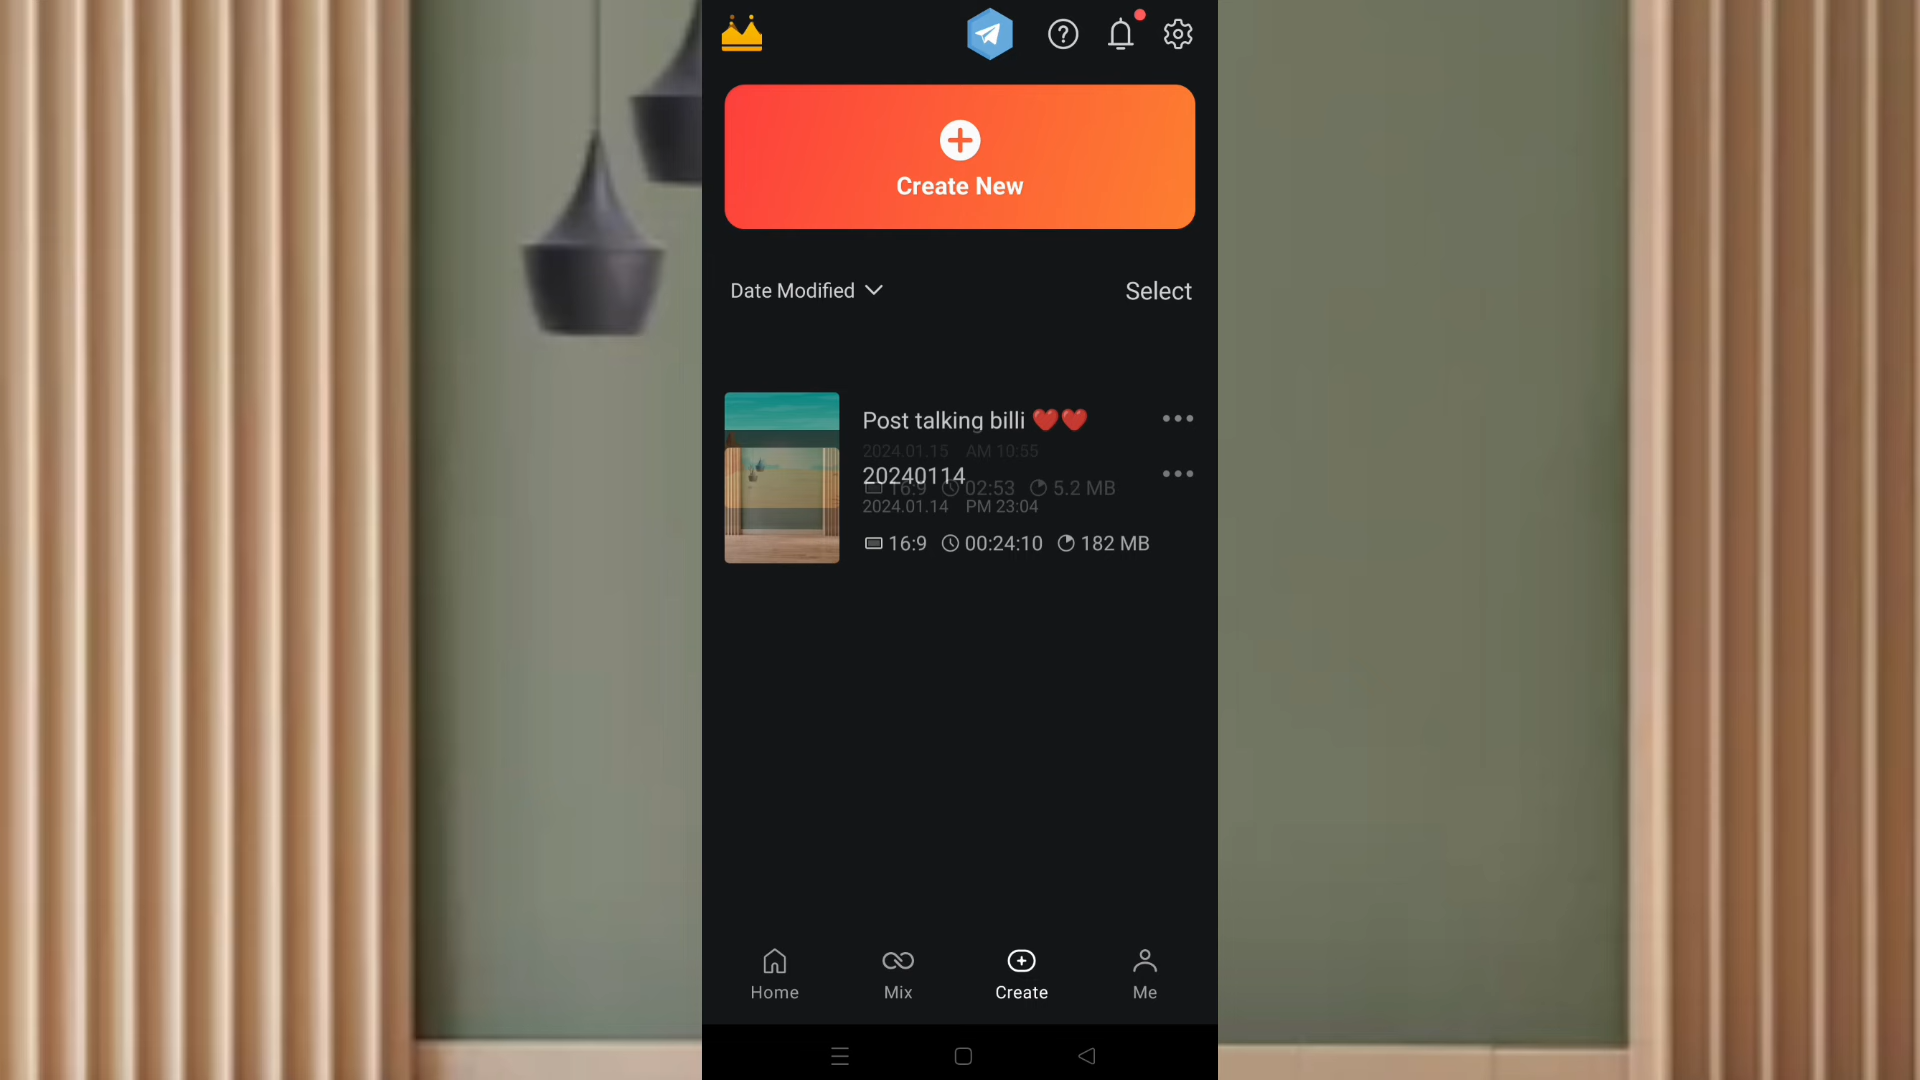 Create New
Date Modified
Select
Post talking billi ❤️❤️
2024.01.15 AM 10:55
20240114
16:9 02:53 5.2 MB
2024.01.14 PM 23:04
16:9 00:24:10 182 MB
Home
Mix
Create
Me